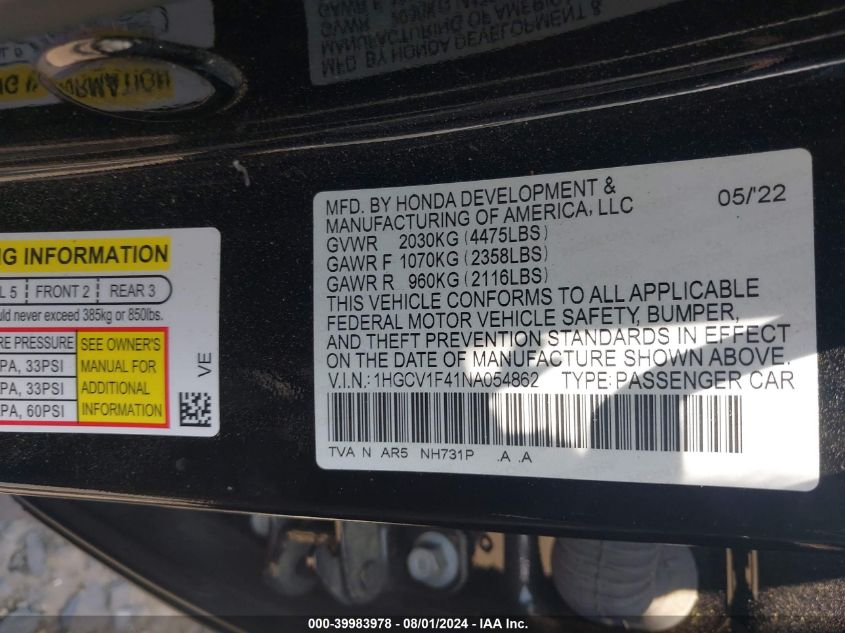 MFD. BY HONDA DEVELOPMENT &
MANUFACTURING OF AMERICA, LLC
05/'22
GVWR 2030KG (4475LBS)
GAWR F 1070KG (2358LBS)
GAWR R 960KG (2116LBS)
THIS VEHICLE CONFORMS TO ALL APPLICABLE
FEDERAL MOTOR VEHICLE SAFETY, BUMPER,
AND THEFT PREVENTION STANDARDS IN EFFECT
ON THE DATE OF MANUFACTURE SHOWN ABOVE.
V.I.N.: 1HGCV1F41NA054862 TYPE: PASSENGER CAR
TVA N AR5 NH731P .A .A
INFORMATION
5 FRONT 2 REAR 3
never exceed 385kg or 850lbs.
PRESSURE
33PSI
33PSI
60PSI
SEE OWNER'S
MANUAL FOR
ADDITIONAL
INFORMATION
VE
000-39983978 - 08/01/2024 - IAA Inc.